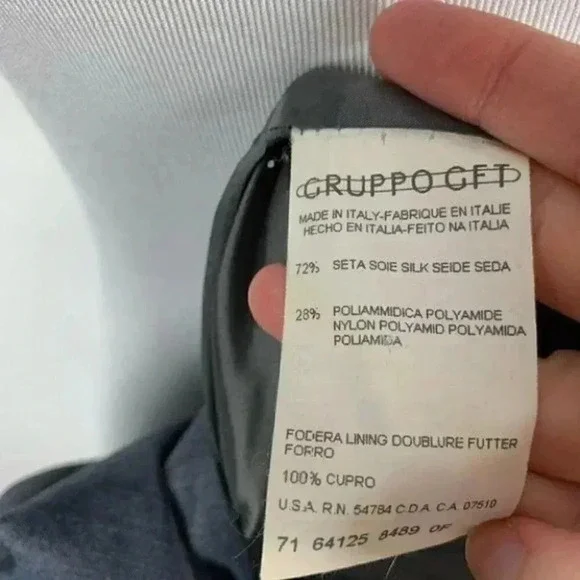 GRUPPO GFT
MADE IN ITALY-FABRIQUE EN ITALIE
HECHO EN ITALIA-FEITO NA ITALIA
72% SETA SOIE SILK SEIDE SEDA
28% POLIAMMIDICA POLYAMIDE
NYLON POLYAMID POLYAMIDA
POLIAMIDA
FODERA LINING DOUBLURE FUTTER
FORRO
100% CUPRO
U.S.A. R.N. 54784 C.D.A. C.A. 07519
71 64125 8489 OF